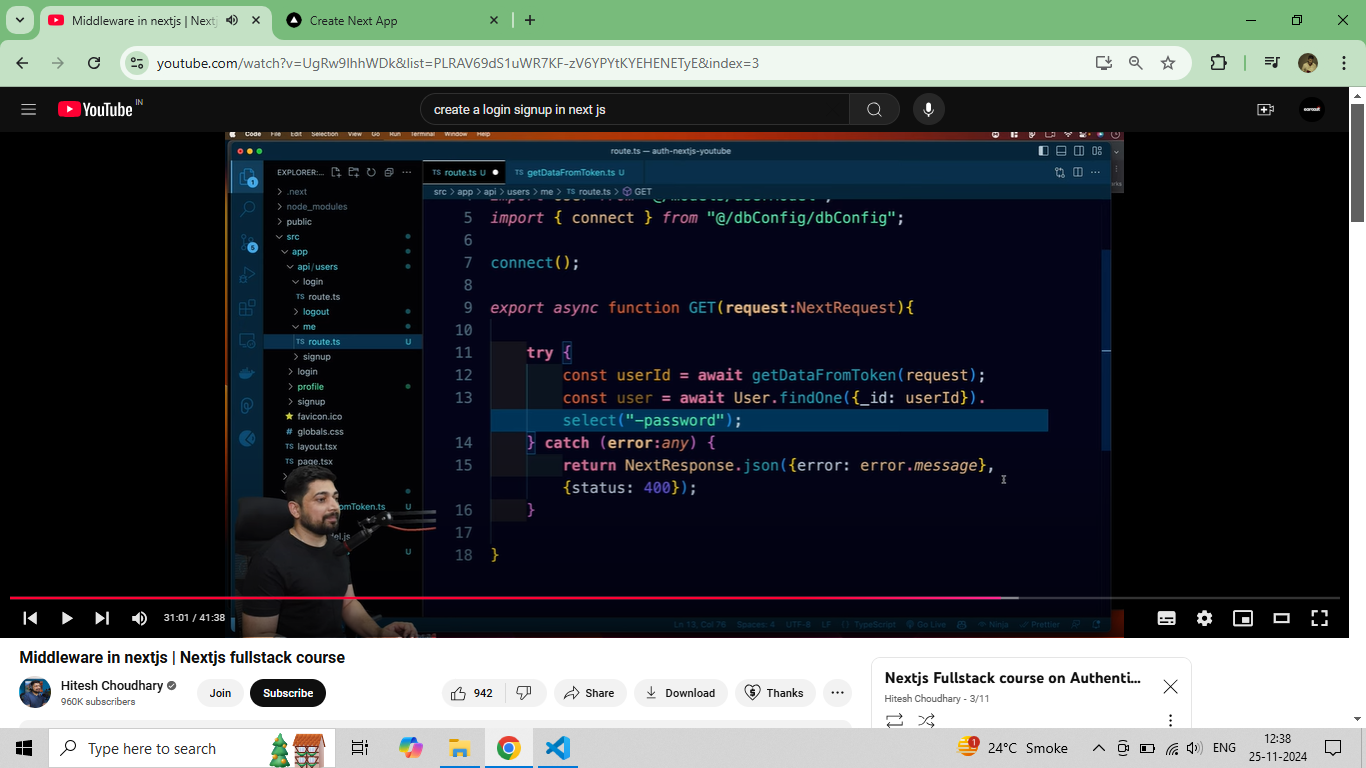 Middleware in nextjs | Nextj
Create Next App
youtube.com/watch?v=UgRw9lhhWDk&list=PLRAV69dS1uWR7KF-zV6YPYtKYEHENETyE&index=3
YouTube IN
create a login signup in next js
Code File Edit Selection View Go Run Terminal Window Help
route.ts — auth-nextjs-youtube
EXPLORER:...
route.ts U
getDataFromToken.ts U
src > app > api > users > me > TS route.ts > GET
.next
node_modules
public
src
app
api/users
login
TS route.ts
logout
me
TS route.ts U
signup
login
profile
signup
favicon.ico
# globals.css
TS layout.tsx
TS page.tsx
omToken.ts U
el.js
U
5 import { connect } from "@/dbConfig/dbConfig";
6
7 connect();
8
9 export async function GET(request:NextRequest){
10
11 try {
12 const userId = await getDataFromToken(request);
13 const user = await User.findOne({_id: userId}).
select("-password");
14 } catch (error:any) {
15 return NextResponse.json({error: error.message},
{status: 400});
16 }
17
18 }
Ln 13, Col 76 Spaces: 4 UTF-8 LF {} TypeScript Go Live Ninja Prettier
31:01 / 41:38
Middleware in nextjs | Nextjs fullstack course
Hitesh Choudhary
960K subscribers
Join
Subscribe
942
Share
Download
Thanks
Nextjs Fullstack course on Authenti...
Hitesh Choudhary - 3/11
Type here to search
1
24°C Smoke
ENG
12:38
25-11-2024